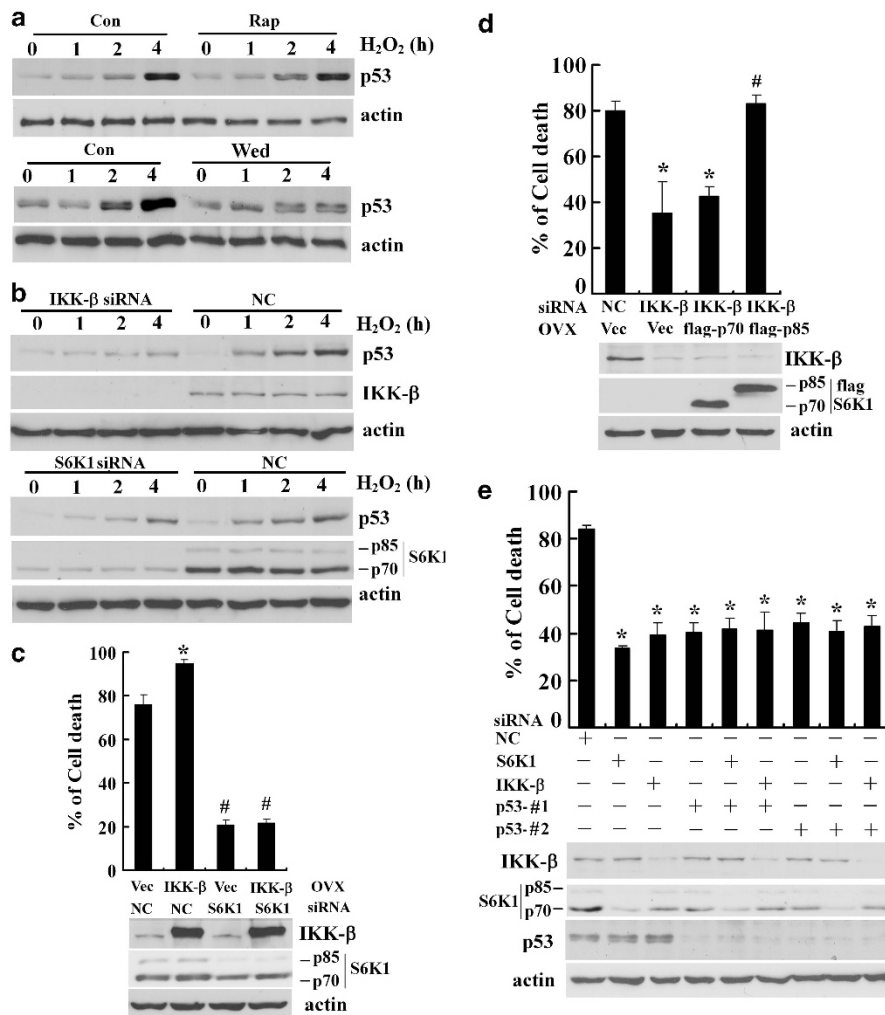 a
Con Rap
0 1 2 4 0 1 2 4 H₂O₂ (h)
p53
actin
Con Wed
0 1 2 4 0 1 2 4
p53
actin
b
IKK-β siRNA NC
0 1 2 4 0 1 2 4 H₂O₂ (h)
p53
IKK-β
actin
S6K1 siRNA NC
0 1 2 4 0 1 2 4 H₂O₂ (h)
p53
–p85
–p70
S6K1
actin
c
% of Cell death
100
80
60
40
20
0
* # #
Vec IKK-β Vec IKK-β OVX
NC NC S6K1 S6K1 siRNA
IKK-β
–p85
–p70
S6K1
actin
d
% of Cell death
100
80
60
40
20
0
* * #
siRNA NC IKK-β IKK-β IKK-β
OVX Vec Vec flag-p70 flag-p85
IKK-β
–p85
–p70
flag
S6K1
actin
e
% of Cell death
100
80
60
40
20
0
* * * * * * * *
siRNA
NC + – – – – – – – –
S6K1 – + – – + – – + –
IKK-β – – + – – + – – +
p53-#1 – – – + + + – – –
p53-#2 – – – – – – + + +
IKK-β
S6K1
p85–
p70–
p53
actin